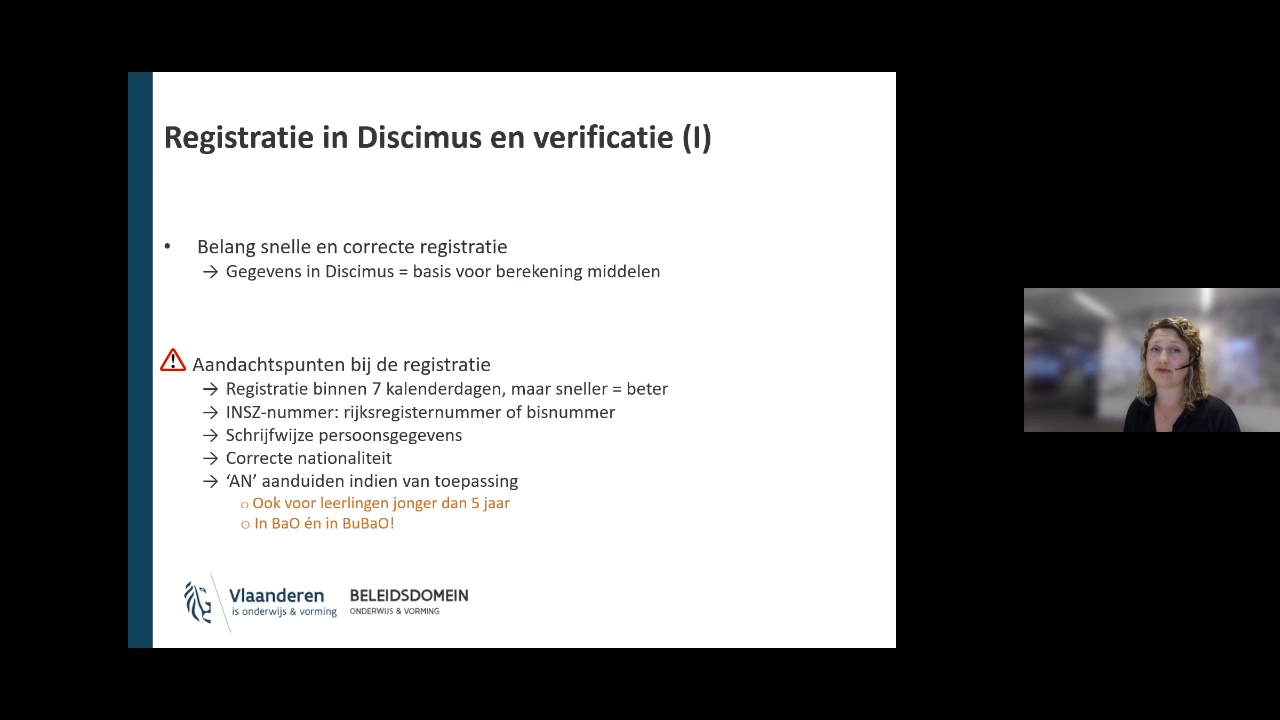 Registratie in Discimus en verificatie (I)
• Belang snelle en correcte registratie
→ Gegevens in Discimus = basis voor berekening middelen
Aandachtspunten bij de registratie
→ Registratie binnen 7 kalenderdagen, maar sneller = beter
→ INSZ-nummer: rijksregisternummer of bisnummer
→ Schrijfwijze persoonsgegevens
→ Correcte nationaliteit
→ ‘AN’ aanduiden indien van toepassing
o Ook voor leerlingen jonger dan 5 jaar
o In BaO én in BuBaO!
Vlaanderen
is onderwijs & vorming
BELEIDSDOMEIN
ONDERWIJS & VORMING